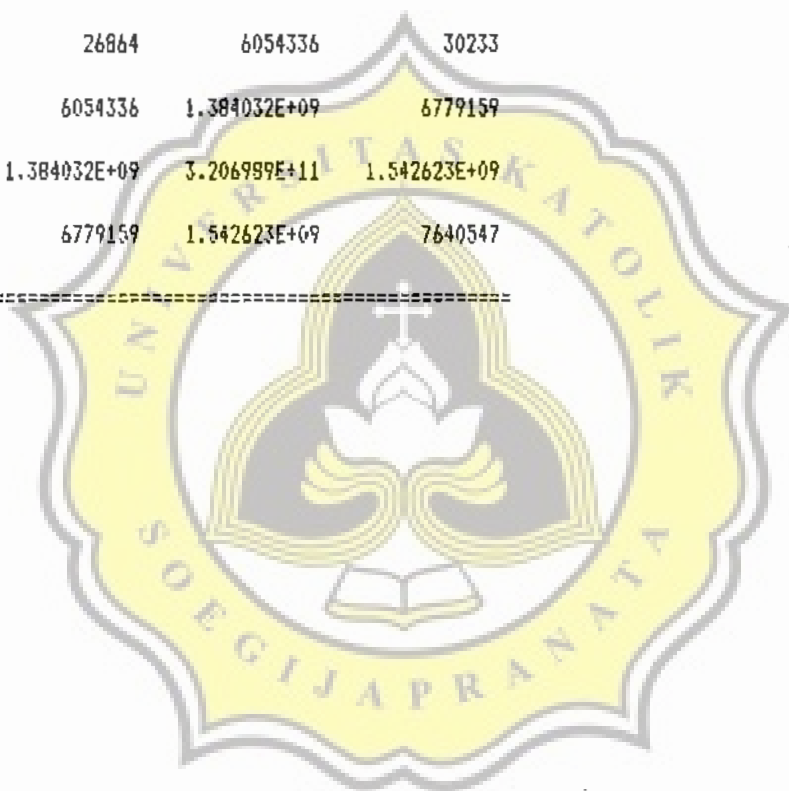 26864 6054336 30233
6054336 1.384032E+09 6779159
1.384032E+09 3.206989E+11 1.542623E+09
6779159 1.542623E+09 7640547
==============================
UNIVERSITAS KATOLIK
SOEGIJAPRANATA